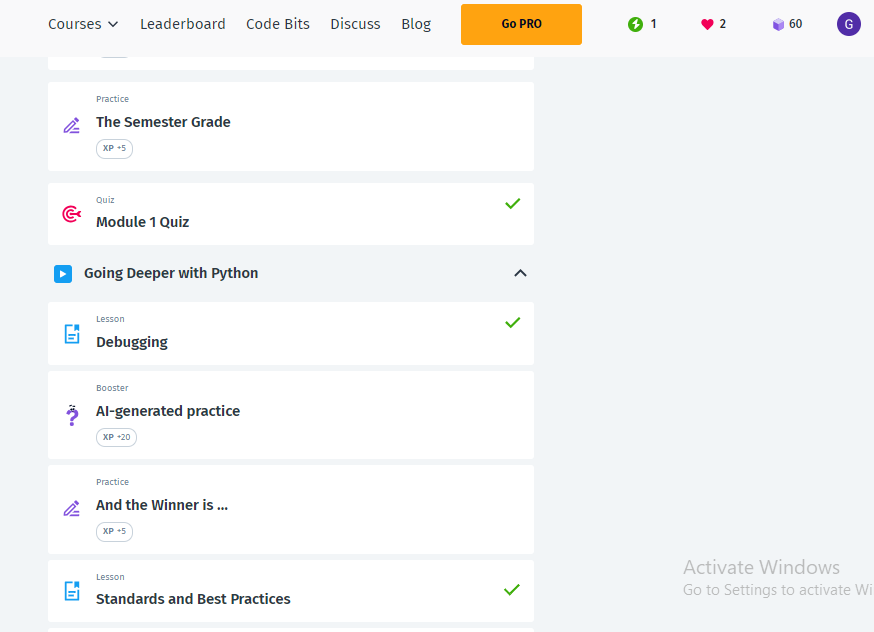 Courses Leaderboard Code Bits Discuss Blog Go PRO 1 2 60 G
Practice
The Semester Grade
XP +5
Quiz
Module 1 Quiz
Going Deeper with Python
Lesson
Debugging
Booster
AI-generated practice
XP +20
Practice
And the Winner is ...
XP +5
Lesson
Standards and Best Practices
Activate Windows
Go to Settings to activate Wi